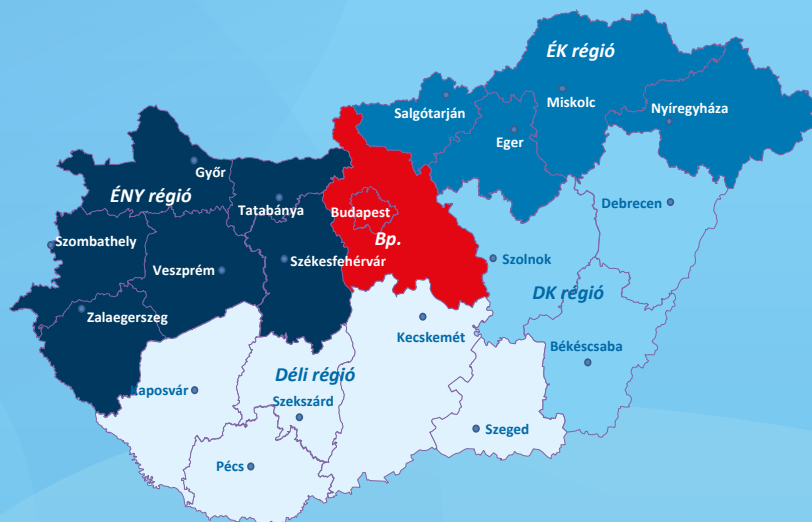 ÉK régió
Salgótarján
Miskolc
Nyíregyháza
Eger
Győr
ÉNY régió
Tatabánya
Budapest
Debrecen
Bp.
Szombathely
Veszprém
Székesfehérvár
Szolnok
DK régió
Zalaegerszeg
Kecskemét
Békéscsaba
Déli régió
Kaposvár
Szekszárd
Szeged
Pécs